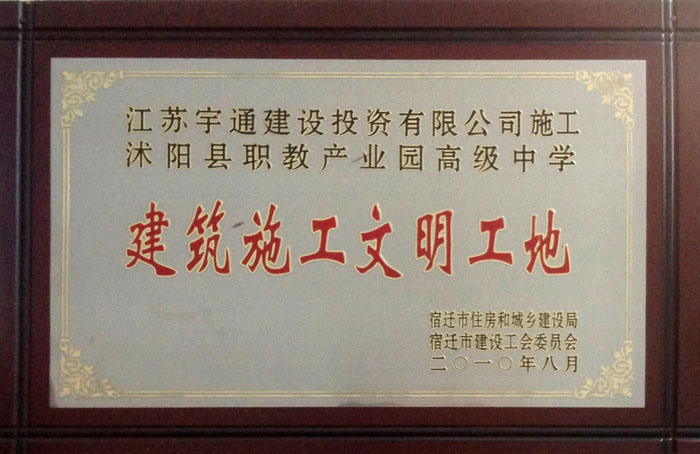 江苏宇通建设投资有限公司施工
沭阳县职教产业园高级中学
建筑施工文明工地
宿迁市住房和城乡建设局
宿迁市建设工会委员会
二〇一〇年八月